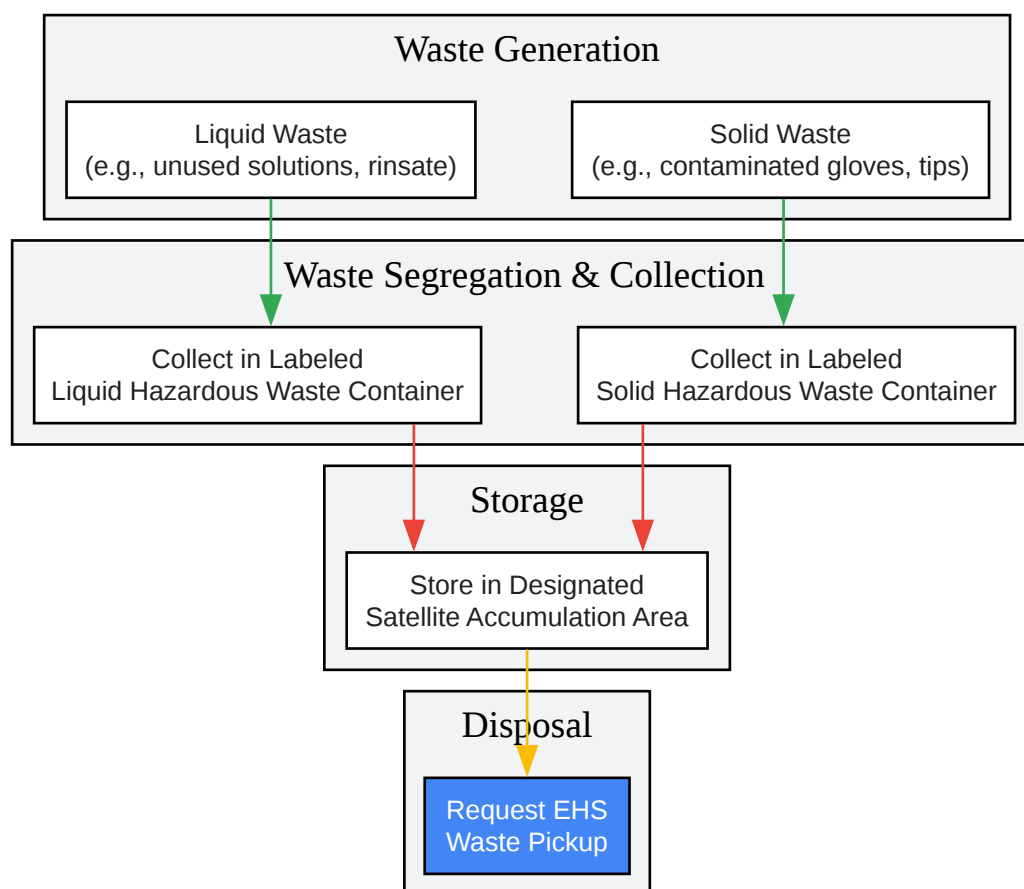 Waste Generation
Liquid Waste
(e.g., unused solutions, rinsate)
Solid Waste
(e.g., contaminated gloves, tips)
Waste Segregation & Collection
Collect in Labeled
Liquid Hazardous Waste Container
Collect in Labeled
Solid Hazardous Waste Container
Storage
Store in Designated
Satellite Accumulation Area
Disposal
Request EHS
Waste Pickup